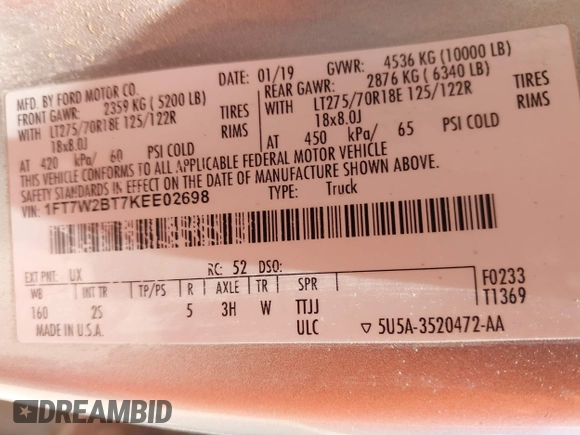 MFD. BY FORD MOTOR CO.
DATE: 01/19
GVWR: 4536 KG (10000 LB)
FRONT GAWR: 2359 KG ( 5200 LB)
REAR GAWR: 2876 KG ( 6340 LB)
WITH LT275/70R18E 125/122R TIRES
18x8.0J RIMS
AT 420 kPa/ 60 PSI COLD
WITH LT275/70R18E 125/122R TIRES
18x8.0J RIMS
AT 450 kPa/ 65 PSI COLD
THIS VEHICLE CONFORMS TO ALL APPLICABLE FEDERAL MOTOR VEHICLE
SAFETY STANDARDS IN EFFECT ON THE DATE OF MANUFACTURE SHOWN ABOVE.
VIN: 1FT7W2BT7KEE02698
TYPE: Truck
EXT PNT: UX RC: 52 DSO:
WB INT TR TP/PS R AXLE TR SPR
160 2S 5 3H W TTJJ
ULC
F0233
T1369
MADE IN U.S.A.
▽ 5U5A-3520472-AA
DREAMBID